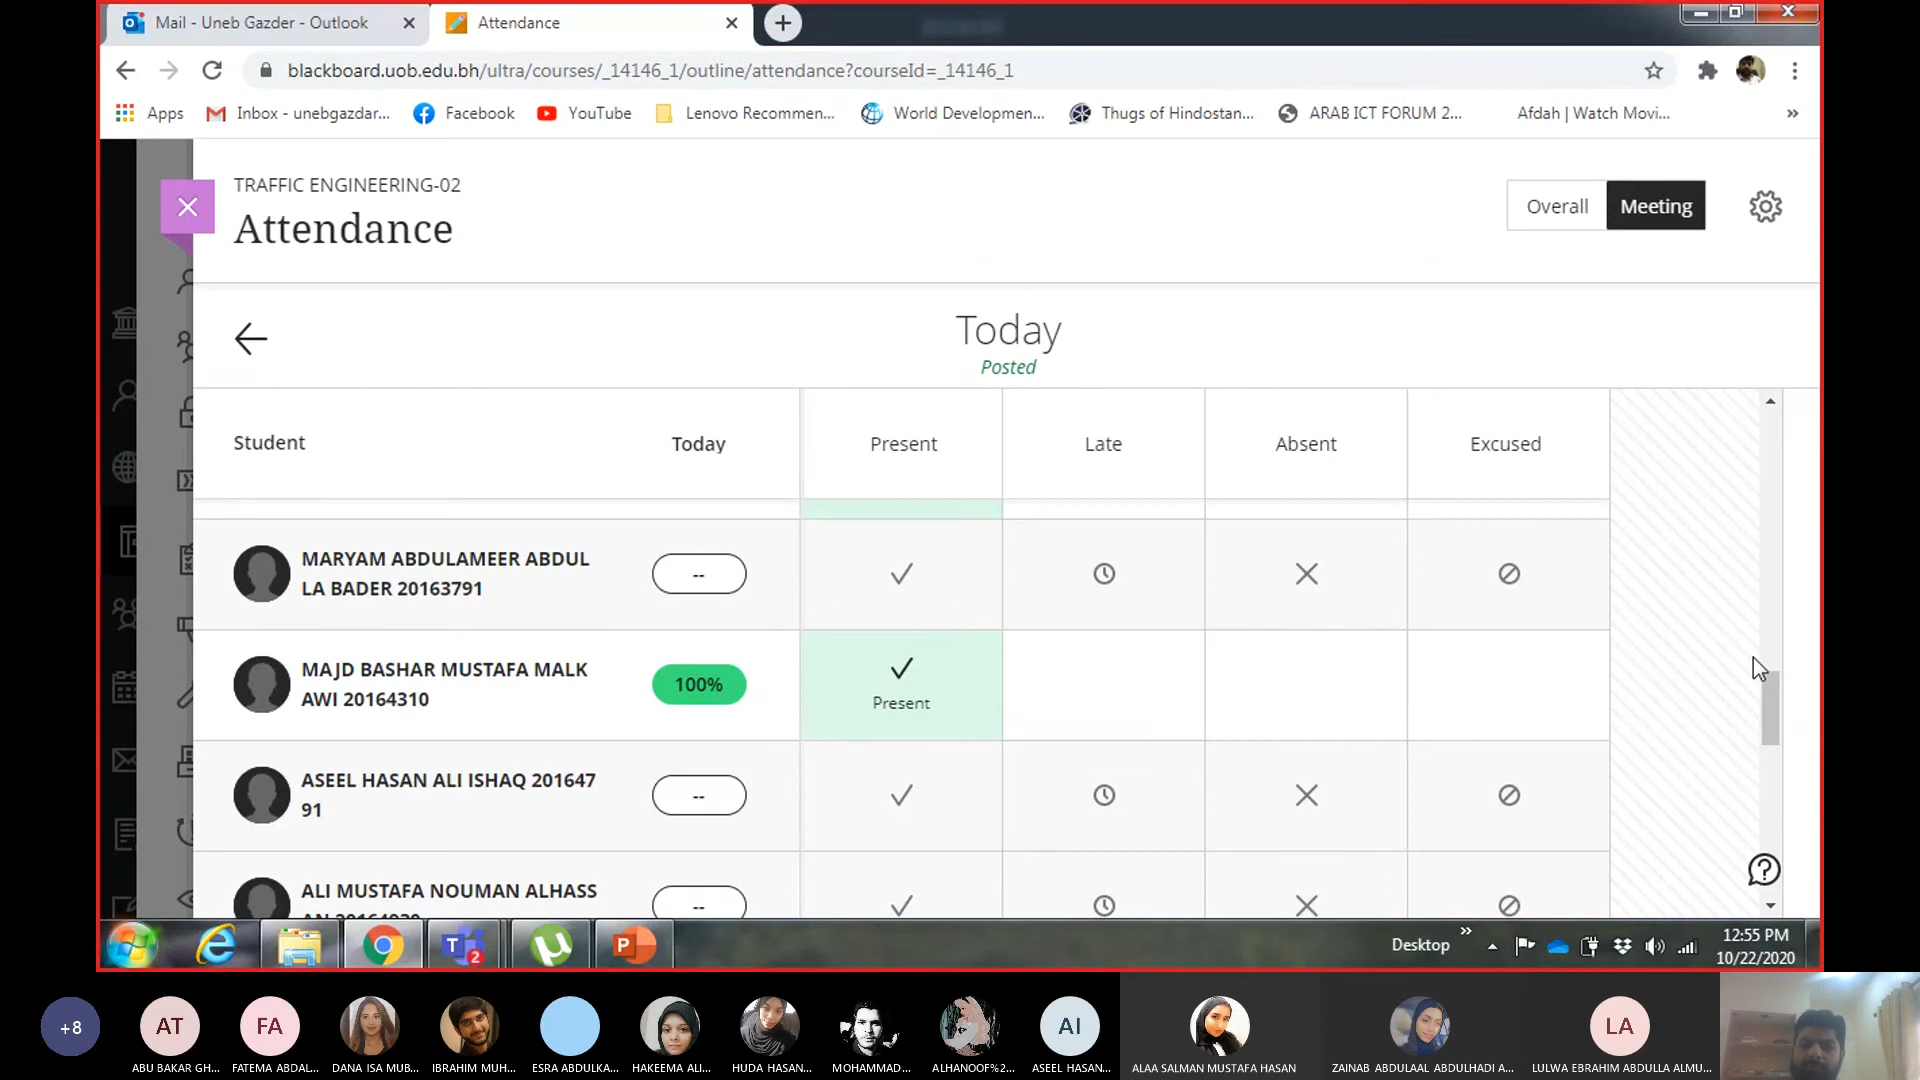 Mail - Uneb Gazder - Outlook
Attendance
blackboard.uob.edu.bh/ultra/courses/_14146_1/outline/attendance?courseId=_14146_1
Apps
Inbox - unebgazdar...
Facebook
YouTube
Lenovo Recommen...
World Developmen...
Thugs of Hindostan...
ARAB ICT FORUM 2...
Afdah | Watch Movi...
»
TRAFFIC ENGINEERING-02
Attendance
Overall
Meeting
Today
Posted
Student
Today
Present
Late
Absent
Excused
MARYAM ABDULAMEER ABDUL
LA BADER 20163791
--
MAJD BASHAR MUSTAFA MALK
AWI 20164310
100%
Present
ASEEL HASAN ALI ISHAQ 201647
91
--
ALI MUSTAFA NOUMAN ALHASS
--
Desktop
»
12:55 PM
10/22/2020
2
+8
AT
FA
AI
LA
ABU BAKAR GH...
FATEMA ABDAL...
DANA ISA MUB...
IBRAHIM MUH...
ESRA ABDULKA...
HAKEEMA ALI...
HUDA HASAN...
MOHAMMAD...
ALHANOOF%2...
ASEEL HASAN...
ALAA SALMAN MUSTAFA HASAN
ZAINAB ABDULAAL ABDULHADI A...
LULWA EBRAHIM ABDULLA ALMU...